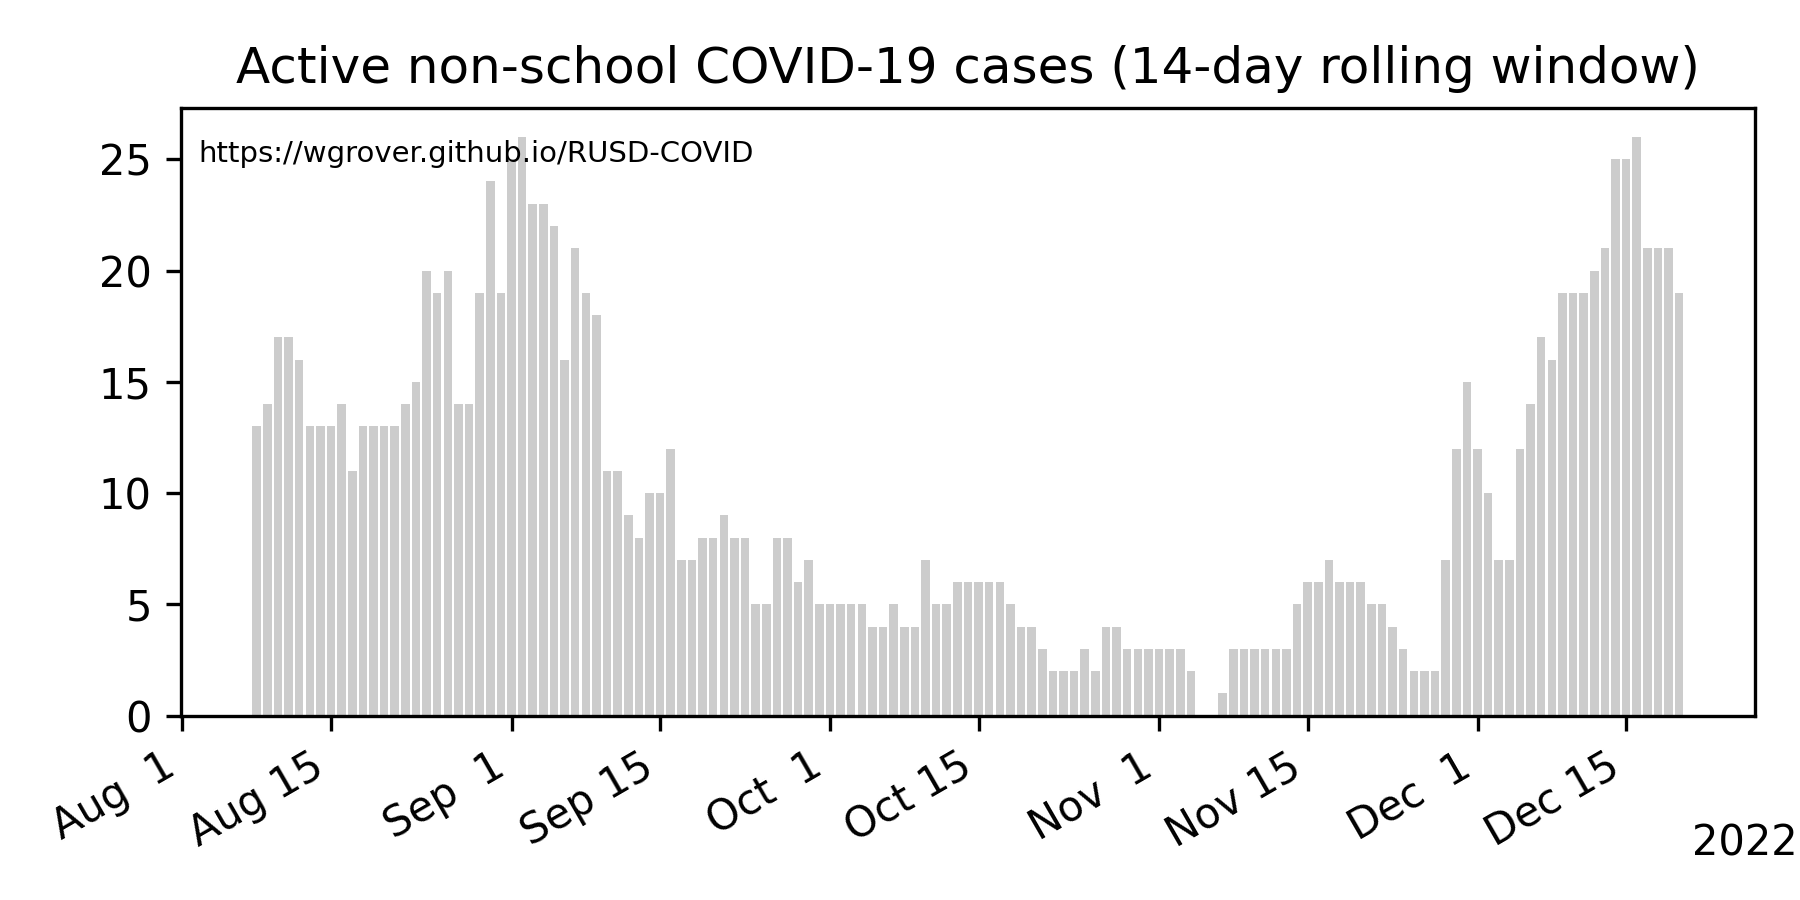 Active non-school COVID-19 cases (14-day rolling window)
https://wgrover.github.io/RUSD-COVID
25
20
15
10
5
0
Aug 1
Aug 15
Sep 1
Sep 15
Oct 1
Oct 15
Nov 1
Nov 15
Dec 1
Dec 15
2022